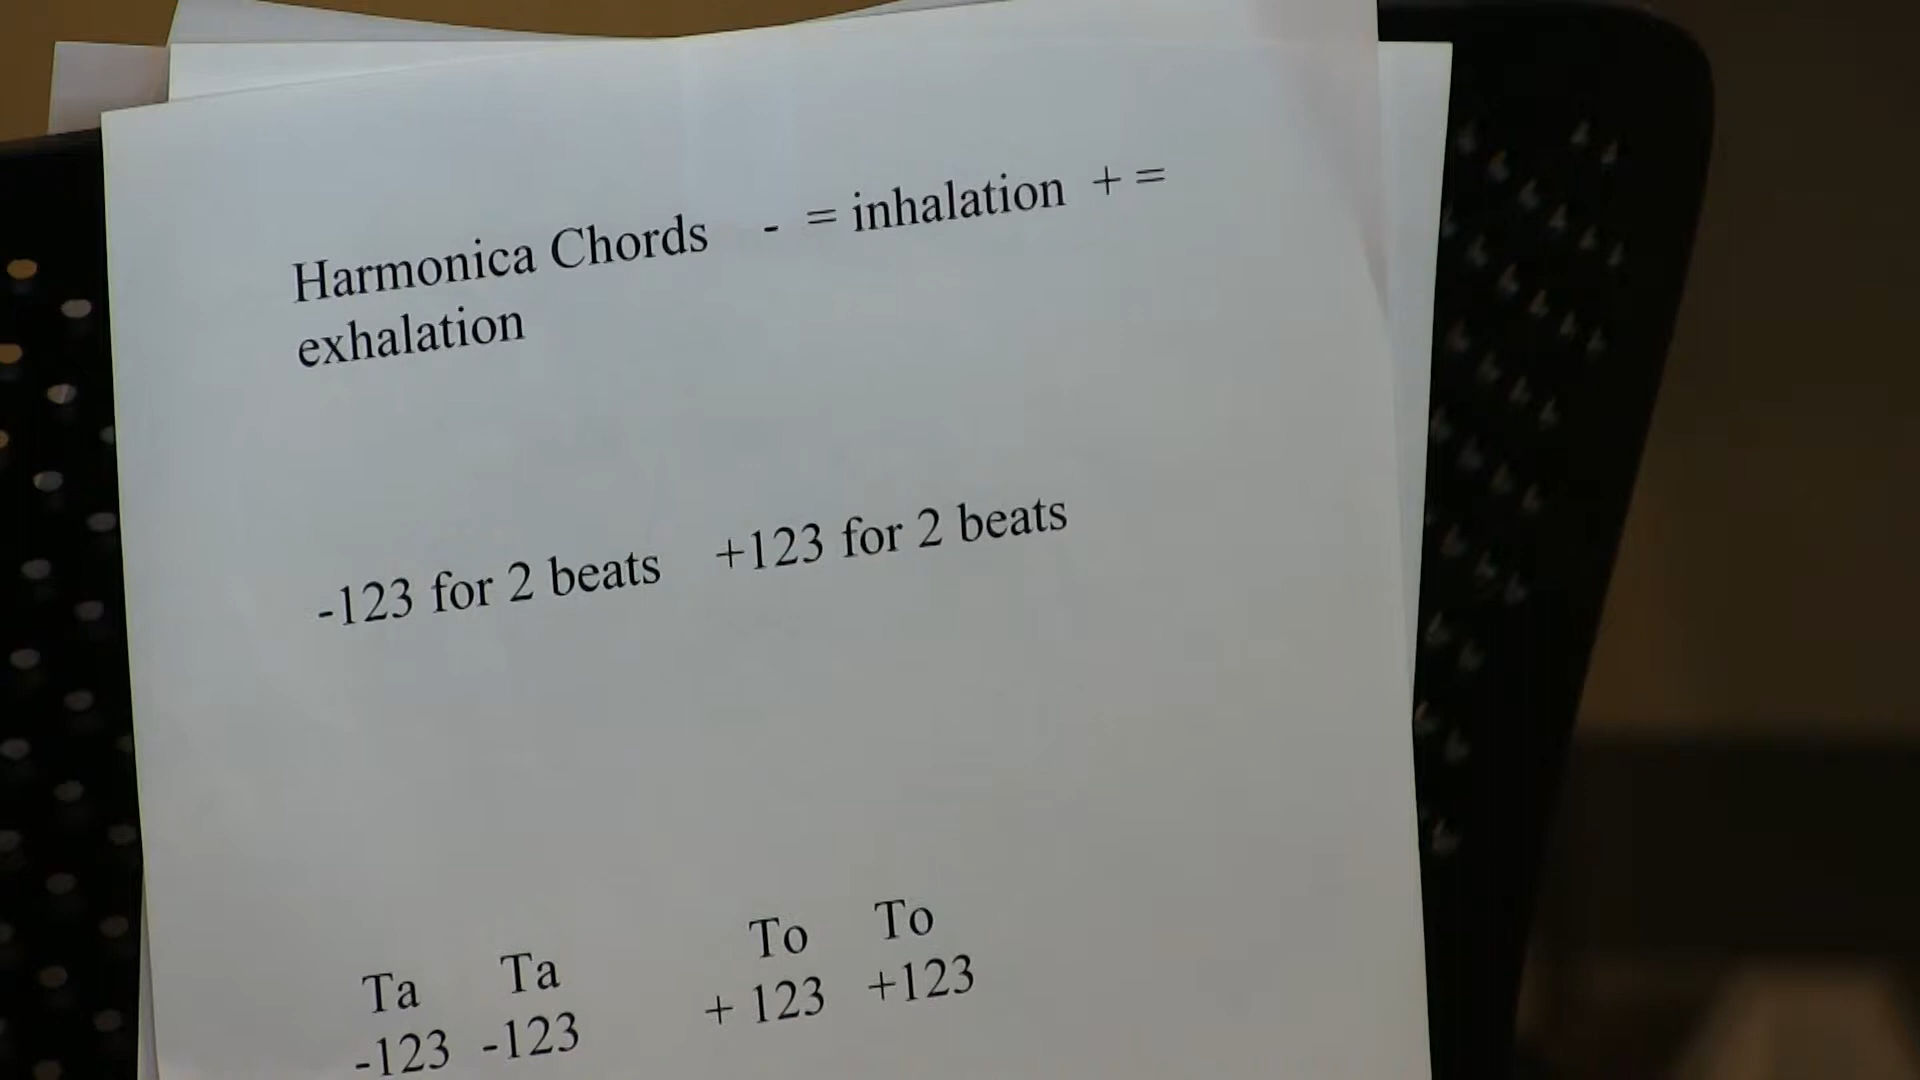 Harmonica Chords - = inhalation + =
exhalation
-123 for 2 beats +123 for 2 beats
Ta Ta To To
-123 -123 + 123 +123